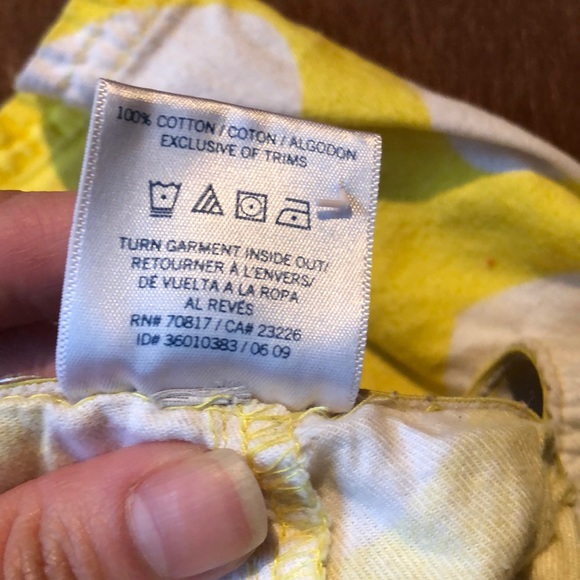 100% COTTON / COTON / ALGODON
EXCLUSIVE OF TRIMS
TURN GARMENT INSIDE OUT/
RETOURNER À L'ENVERS/
DÉ VUELTA A LA ROPA
AL REVÉS
RN# 70817 / CA# 23226
ID# 36010383 / 06 09